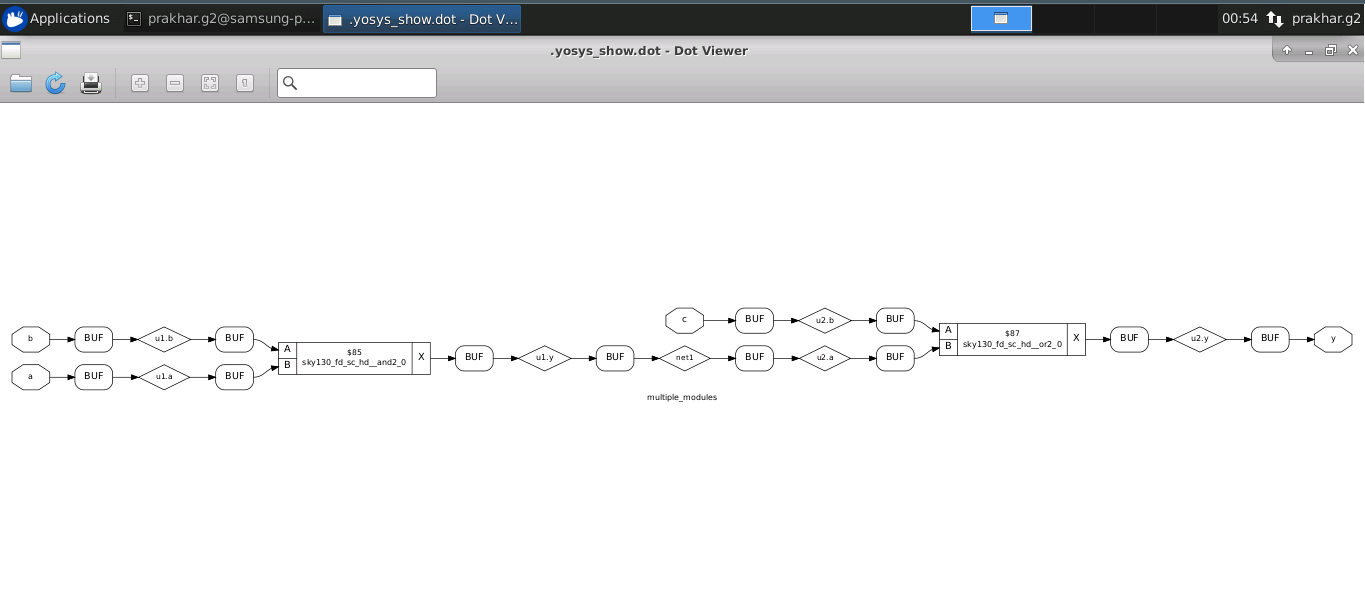 Applications
prakhar.g2@samsung-p...
.yosys_show.dot - Dot V...
00:54
prakhar.g2
.yosys_show.dot - Dot Viewer
b
BUF
u1.b
BUF
a
BUF
u1.a
BUF
A
B
$85
sky130_fd_sc_hd__and2_0
X
BUF
u1.y
BUF
net1
BUF
u2.a
BUF
c
BUF
u2.b
BUF
A
B
$87
sky130_fd_sc_hd__or2_0
X
BUF
u2.y
BUF
y
multiple_modules